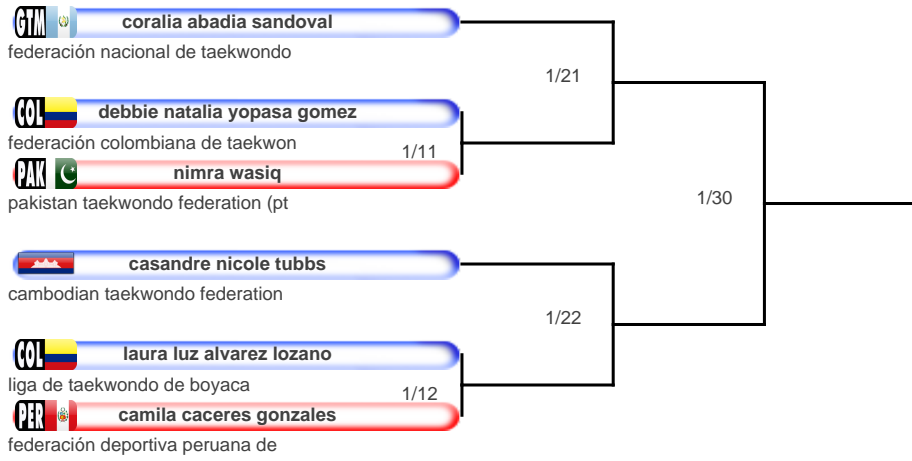 GTM coralia abadia sandoval
federación nacional de taekwondo
1/21
COL debbie natalia yopasa gomez
federación colombiana de taekwon
1/11
PAK nimra wasiq
pakistan taekwondo federation (pt
1/30
casandre nicole tubbs
cambodian taekwondo federation
1/22
COL laura luz alvarez lozano
liga de taekwondo de boyaca
1/12
PER camila caceres gonzales
federación deportiva peruana de